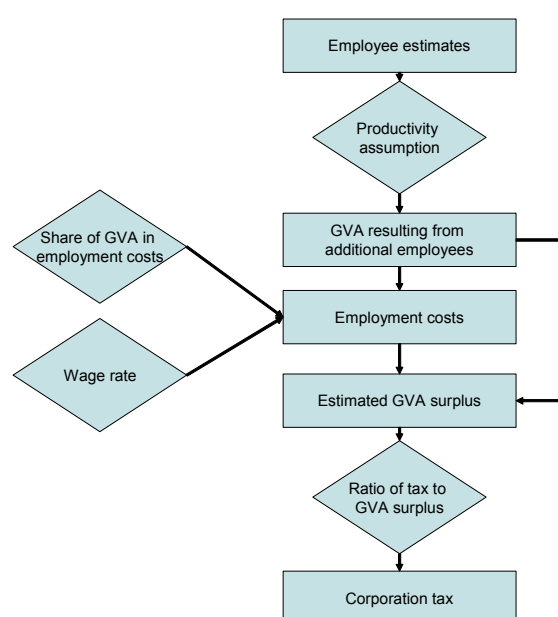 Employee estimates
Productivity
assumption
Share of GVA in
employment costs
GVA resulting from
additional employees
Employment costs
Wage rate
Estimated GVA surplus
Ratio of tax to
GVA surplus
Corporation tax